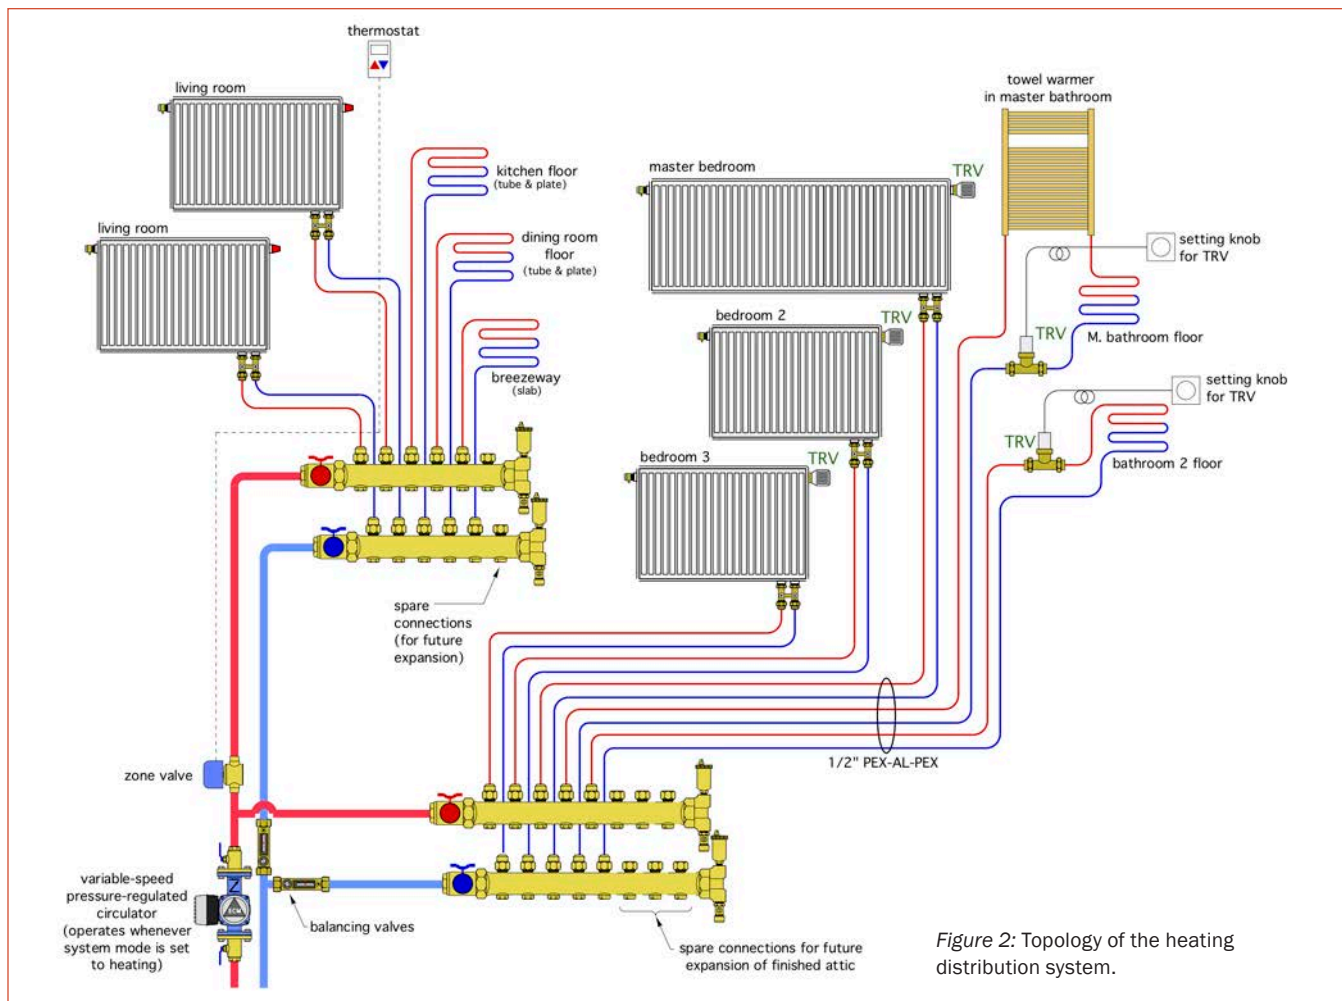 thermostat
living room
living room
kitchen floor
(tube & plate)
dining room
floor
(tube & plate)
breezeway
(slab)
towel warmer
in master bathroom
master bedroom
TRV
setting knob
for TRV
bedroom 2
TRV
TRV
M. bathroom floor
setting knob
for TRV
bedroom 3
TRV
TRV
bathroom 2 floor
spare
connections
(for future
expansion)
1/2" PEX-AL-PEX
zone valve
variable-speed
pressure-regulated
circulator
(operates whenever
system mode is set
to heating)
Z
ECM
balancing valves
spare connections for future
expansion of finished attic
Figure 2: Topology of the heating
distribution system.